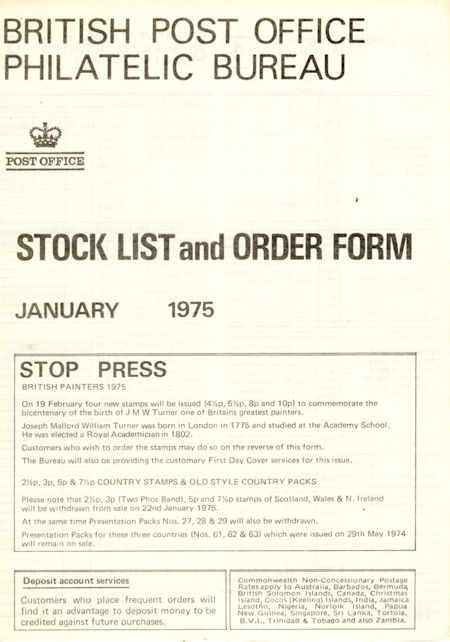 BRITISH POST OFFICE
PHILATELIC BUREAU
POST OFFICE
STOCK LIST and ORDER FORM
JANUARY 1975
STOP PRESS
BRITISH PAINTERS 1975
On 19 February four new stamps will be issued (4½p, 5½p, 8p and 10p) to commemorate the
bicentenary of the birth of J M W Turner one of Britains greatest painters.
Joseph Mallord William Turner was born in London in 1775 and studied at the Academy School.
He was elected a Royal Academician in 1802.
Customers who wish to order the stamps may do so on the reverse of this form.
The Bureau will also be providing the customary First Day Cover services for this issue.
2½p, 3p, 5p & 7½p COUNTRY STAMPS & OLD STYLE COUNTRY PACKS
Please note that 2½p, 3p (Two Phos Band), 5p and 7½p stamps of Scotland, Wales & N. Ireland
will be withdrawn from sale on 22nd January 1975.
At the same time Presentation Packs Nos. 27, 28 & 29 will also be withdrawn.
Presentation Packs for these three countries (Nos. 61, 62 & 63) which were issued on 29th May 1974
will remain on sale.
Deposit account services
Customers who place frequent orders will
find it an advantage to deposit money to be
credited against future purchases.
Commonwealth Non-Concessionary Postage
Rates apply to Australia, Barbados, Bermuda,
British Solomon Islands, Canada, Christmas
Island, Cocos (Keeling) Islands, India, Jamaica
Lesotho, Nigeria, Norfolk Island, Papua
New Guinea, Singapore, Sri Lanka, Tortola,
B.V.I., Trinidad & Tobago and also Zambia.